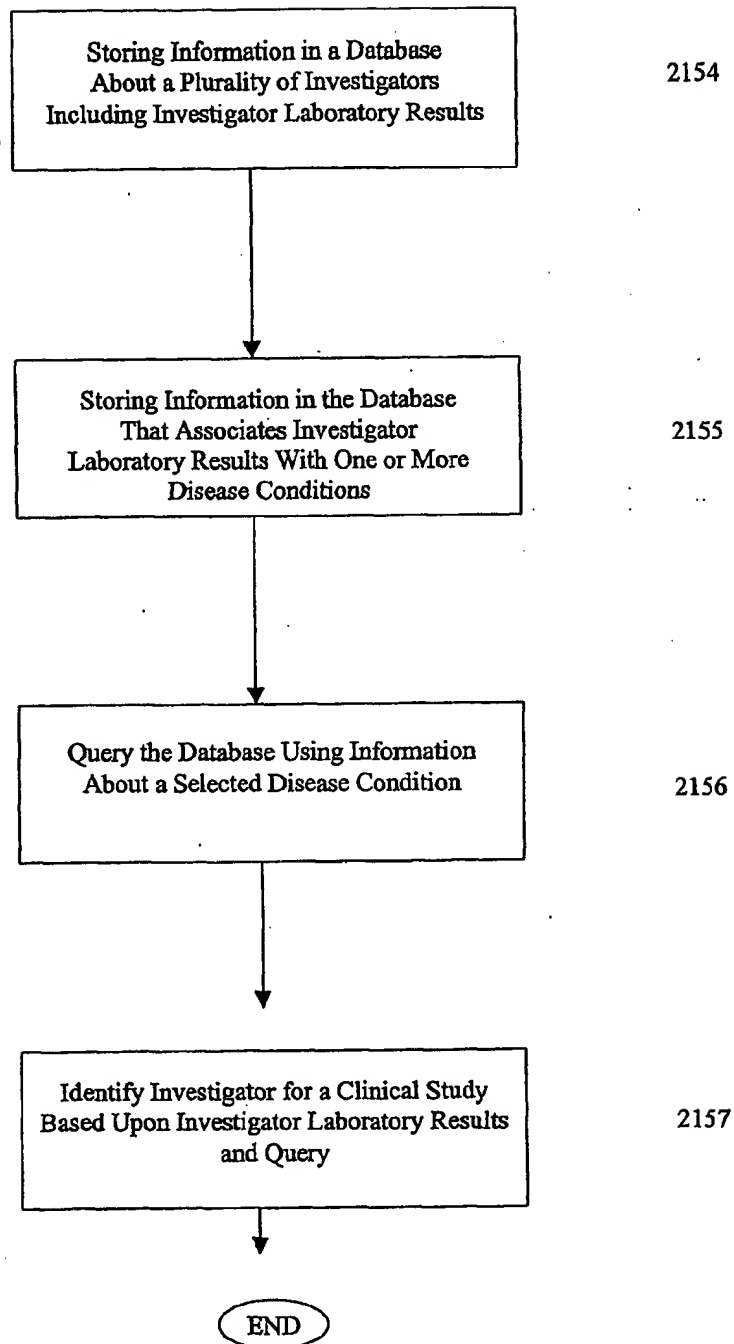 Storing Information in a Database
About a Plurality of Investigators
Including Investigator Laboratory Results
2154
Storing Information in the Database
That Associates Investigator
Laboratory Results With One or More
Disease Conditions
2155
Query the Database Using Information
About a Selected Disease Condition
2156
Identify Investigator for a Clinical Study
Based Upon Investigator Laboratory Results
and Query
2157
END